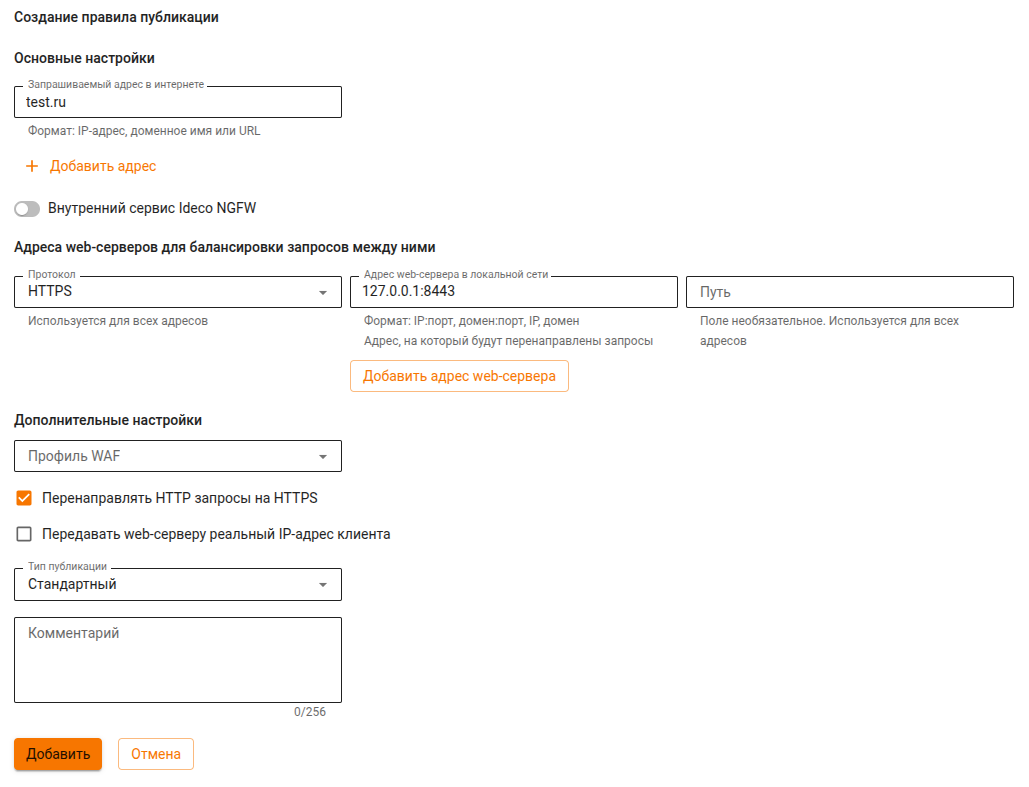 Создание правила публикации
Основные настройки
Запрашиваемый адрес в интернете
test.ru
Формат: IP-адрес, доменное имя или URL
+ Добавить адрес
Внутренний сервис Ideco NGFW
Адреса web-серверов для балансировки запросов между ними
Протокол
HTTPS
Используется для всех адресов
Адрес web-сервера в локальной сети
127.0.0.1:8443
Формат: IP:порт, домен:порт, IP, домен
Адрес, на который будут перенаправлены запросы
Путь
Поле необязательное. Используется для всех
адресов
Добавить адрес web-сервера
Дополнительные настройки
Профиль WAF
Перенаправлять HTTP запросы на HTTPS
Передавать web-серверу реальный IP-адрес клиента
Тип публикации
Стандартный
Комментарий
0/256
Добавить
Отмена